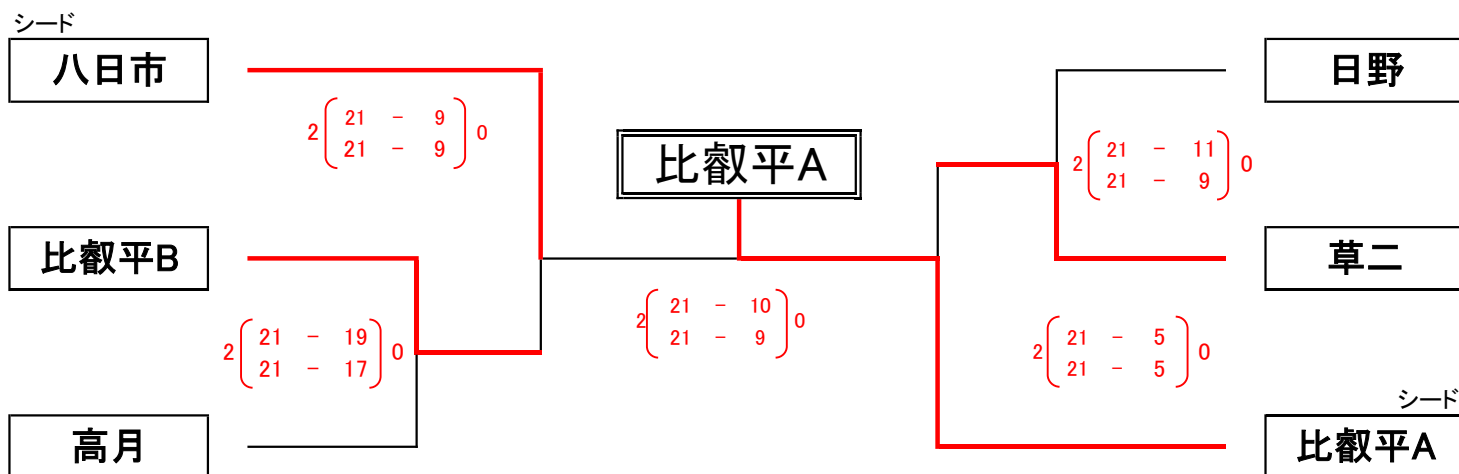 シード
八日市
2 21 - 9 0
21 - 9
比叡平B
2 21 - 19 0
21 - 17
高月
比叡平A
2 21 - 10 0
21 - 9
日野
2 21 - 11 0
21 - 9
草二
2 21 - 5 0
21 - 5
シード
比叡平A